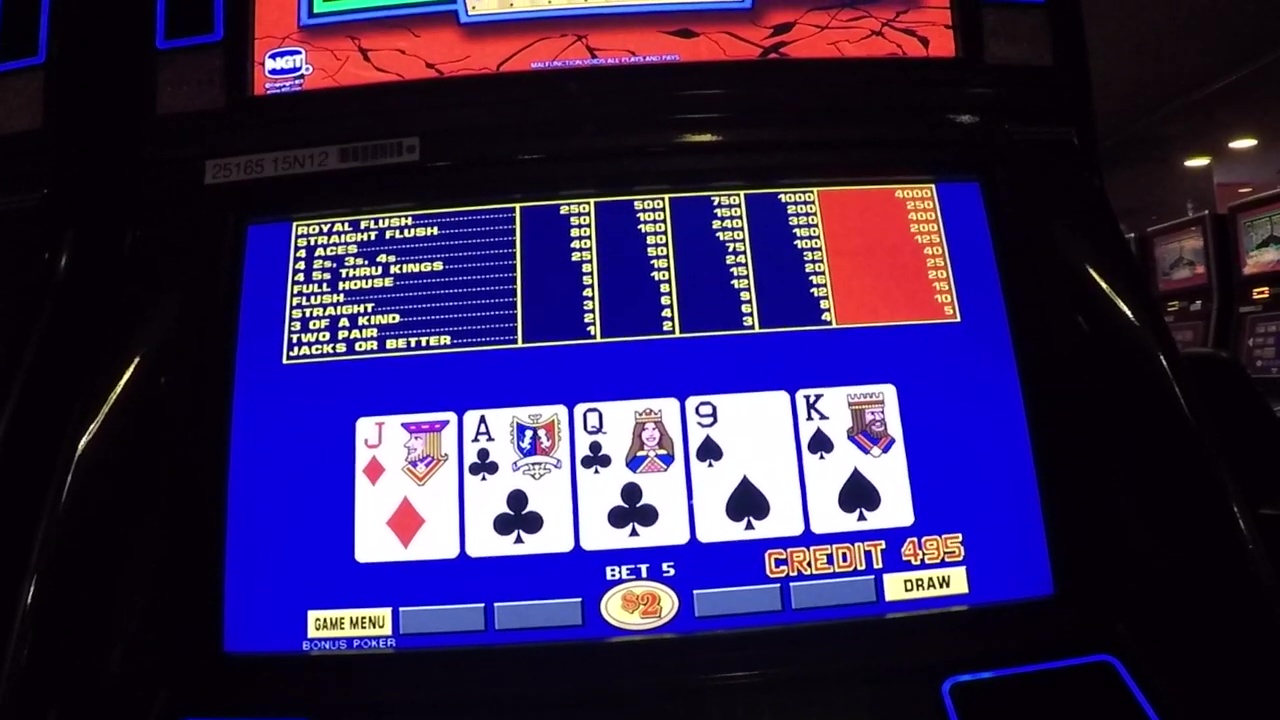 IGT
MALFUNCTION VOIDS ALL PLAYS AND PAYS
25165 15N12
ROYAL FLUSH 250 500 750 1000 4000
STRAIGHT FLUSH 50 100 150 200 250
4 ACES 80 160 240 320 400
4 2s, 3s, 4s 40 80 120 160 200
4 5s THRU KINGS 25 50 75 100 125
FULL HOUSE 8 16 24 32 40
FLUSH 5 10 15 20 25
STRAIGHT 4 8 12 16 20
3 OF A KIND 3 6 9 12 15
TWO PAIR 2 4 6 8 10
JACKS OR BETTER 1 2 3 4 5
J A Q 9 K
BET 5 CREDIT 495
GAME MENU $2 DRAW
BONUS POKER